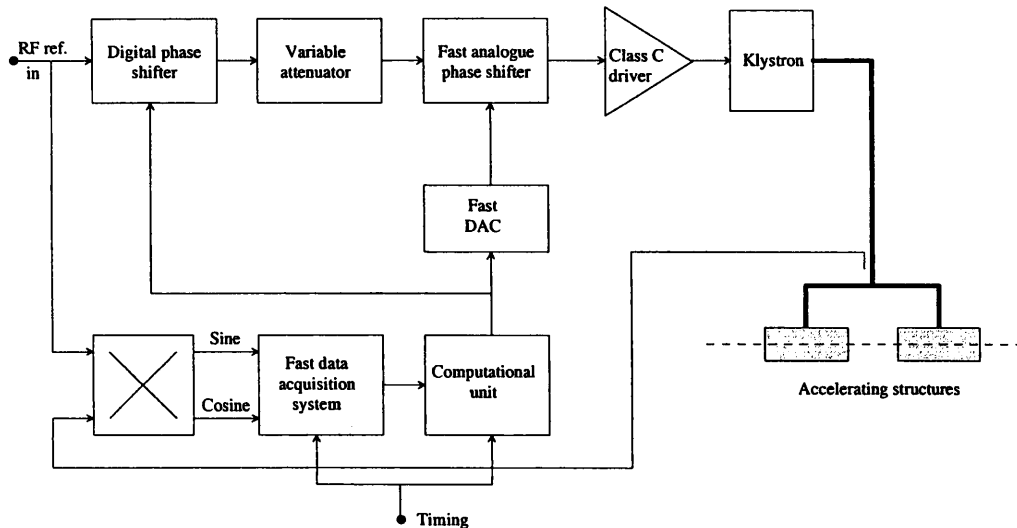 RF ref.
in
Digital phase
shifter
Variable
attenuator
Fast analogue
phase shifter
Class C
driver
Klystron
Fast
DAC
Sine
Cosine
Fast data
acquisition
system
Computational
unit
Accelerating structures
Timing